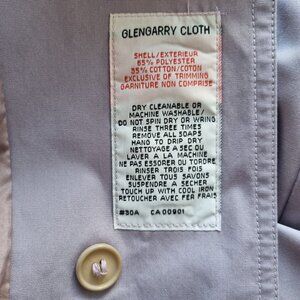 GLENGARRY CLOTH
SHELL/EXTERIEUR
65% POLYESTER
35% COTTON/COTON
EXCLUSIVE OF TRIMMING
GARNITURE NON COMPRISE
DRY CLEANABLE OR
MACHINE WASHABLE/
DO NOT SPIN DRY OR WRING
RINSE THREE TIMES
REMOVE ALL SOAPS
HANG TO DRIP DRY
NETTOYAGE A SEC OU
LAVER A LA MACHINE
NE PAS ESSORER OU TORDRE
RINSER TROIS FOIS
ENLEVER TOUS SAVONS
SUSPENDRE A SECHER
TOUCH UP WITH COOL IRON
RETOUCHER AVEC FER FRAIS
#30A CA 00901